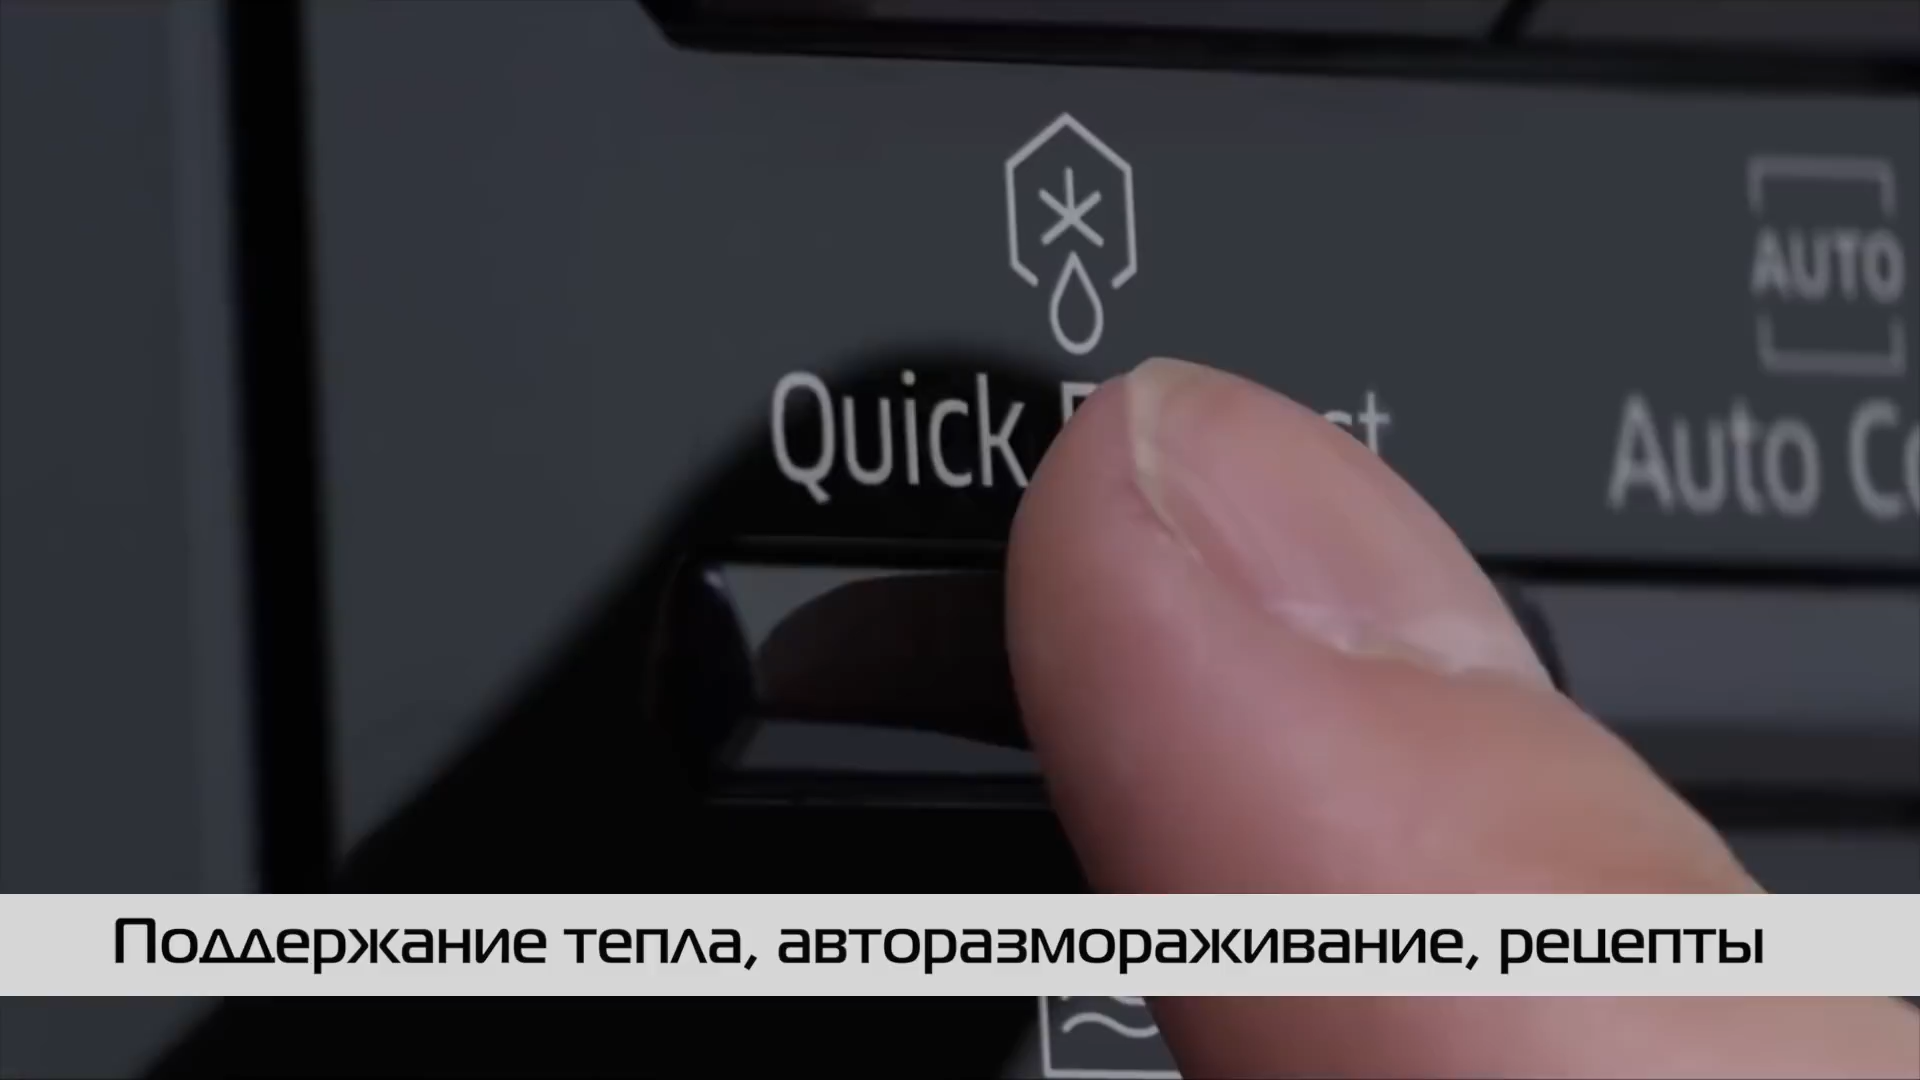 AUTO
Quick
Auto
Поддержание тепла, авторазмораживание, рецепты